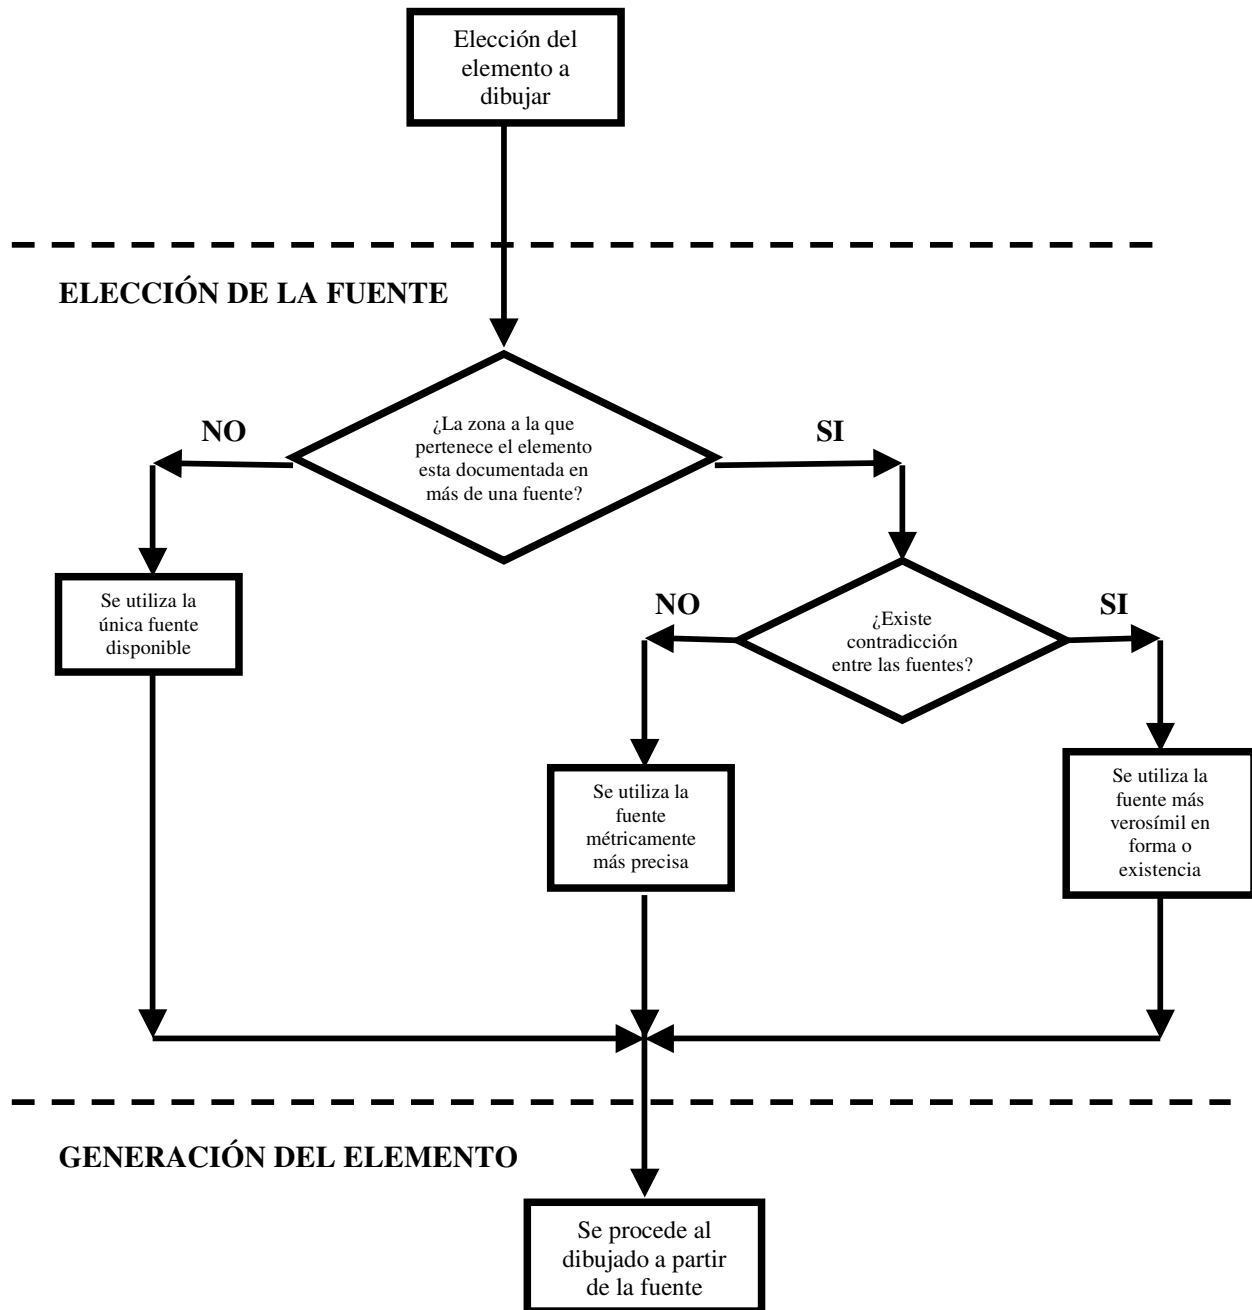 Elección del
elemento a
dibujar
ELECCIÓN DE LA FUENTE
¿La zona a la que
pertenece el elemento
esta documentada en
más de una fuente?
NO
SI
Se utiliza la
única fuente
disponible
¿Existe
contradicción
entre las fuentes?
NO
SI
Se utiliza la
fuente
métricamente
más precisa
Se utiliza la
fuente más
verosímil en
forma o
existencia
GENERACIÓN DEL ELEMENTO
Se procede al
dibujado a partir
de la fuente